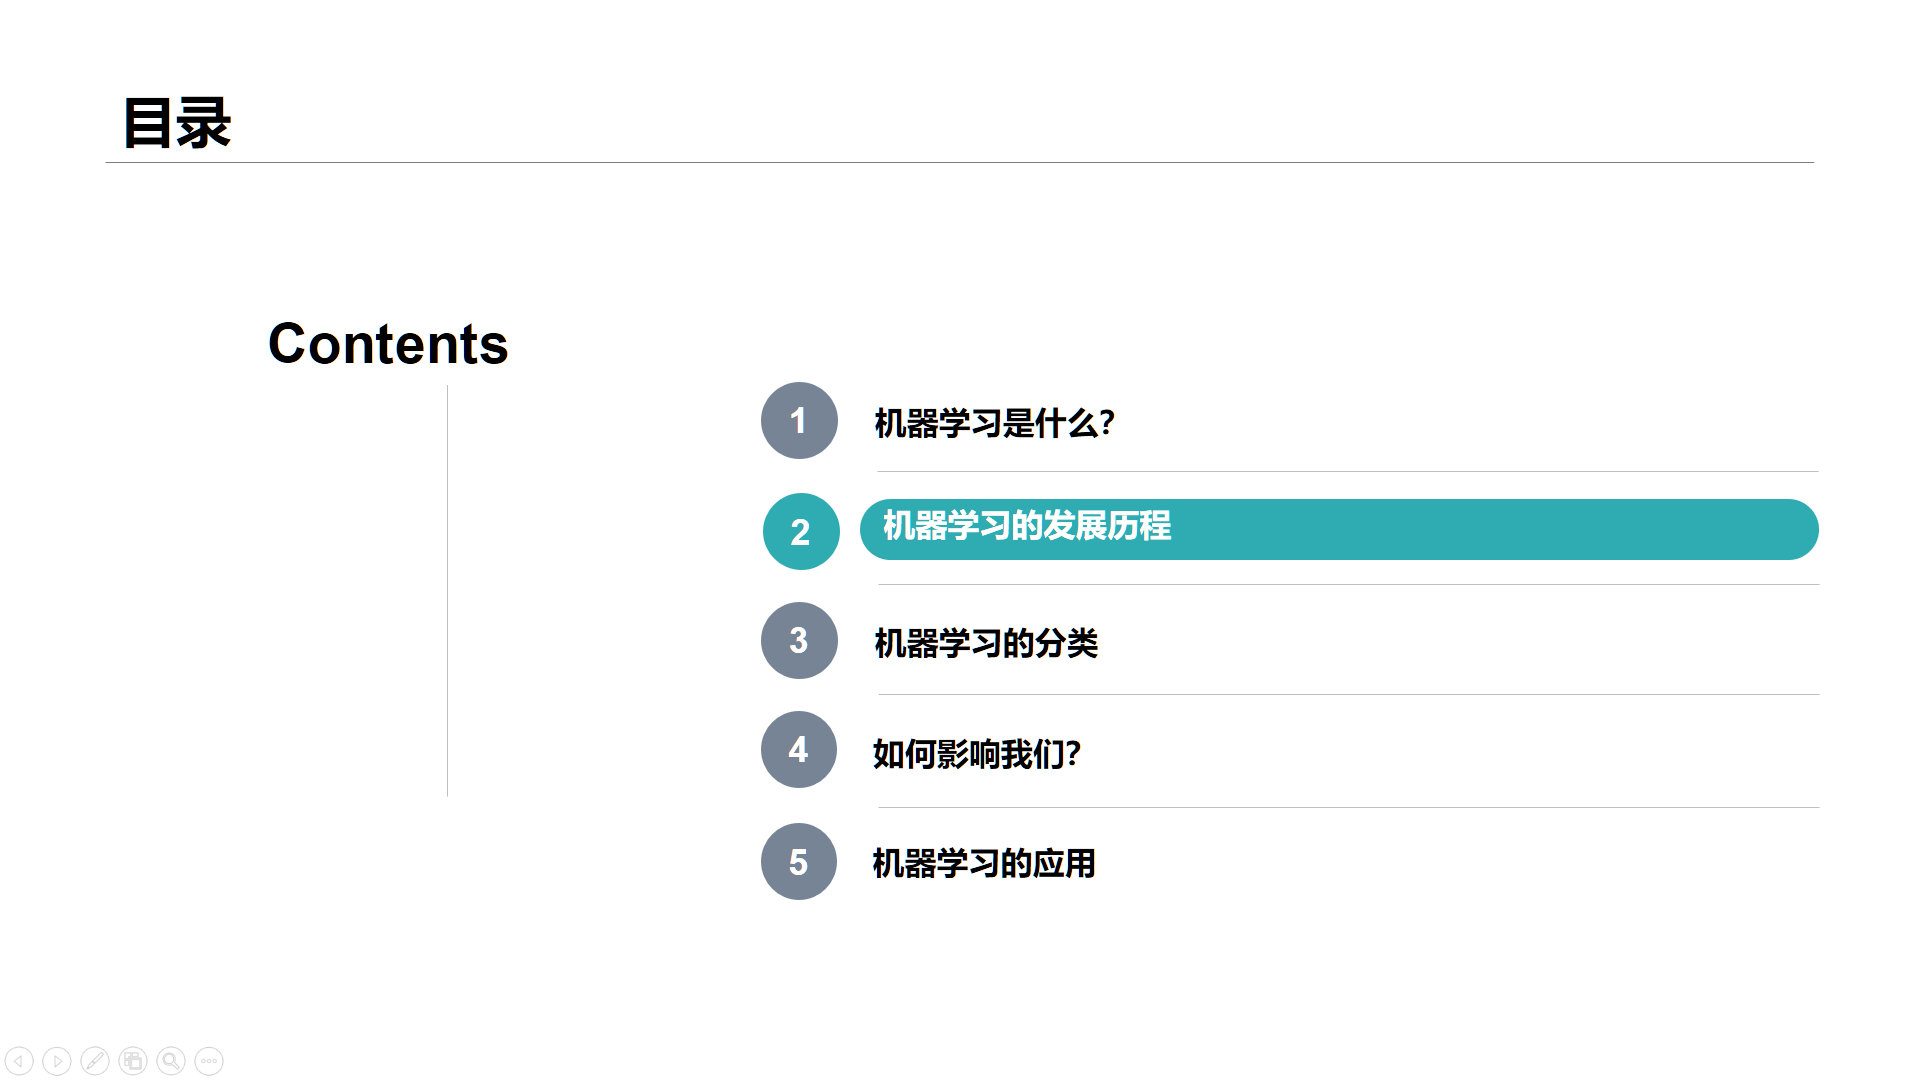 目录
Contents
1 机器学习是什么?
2 机器学习的发展历程
3 机器学习的分类
4 如何影响我们?
5 机器学习的应用